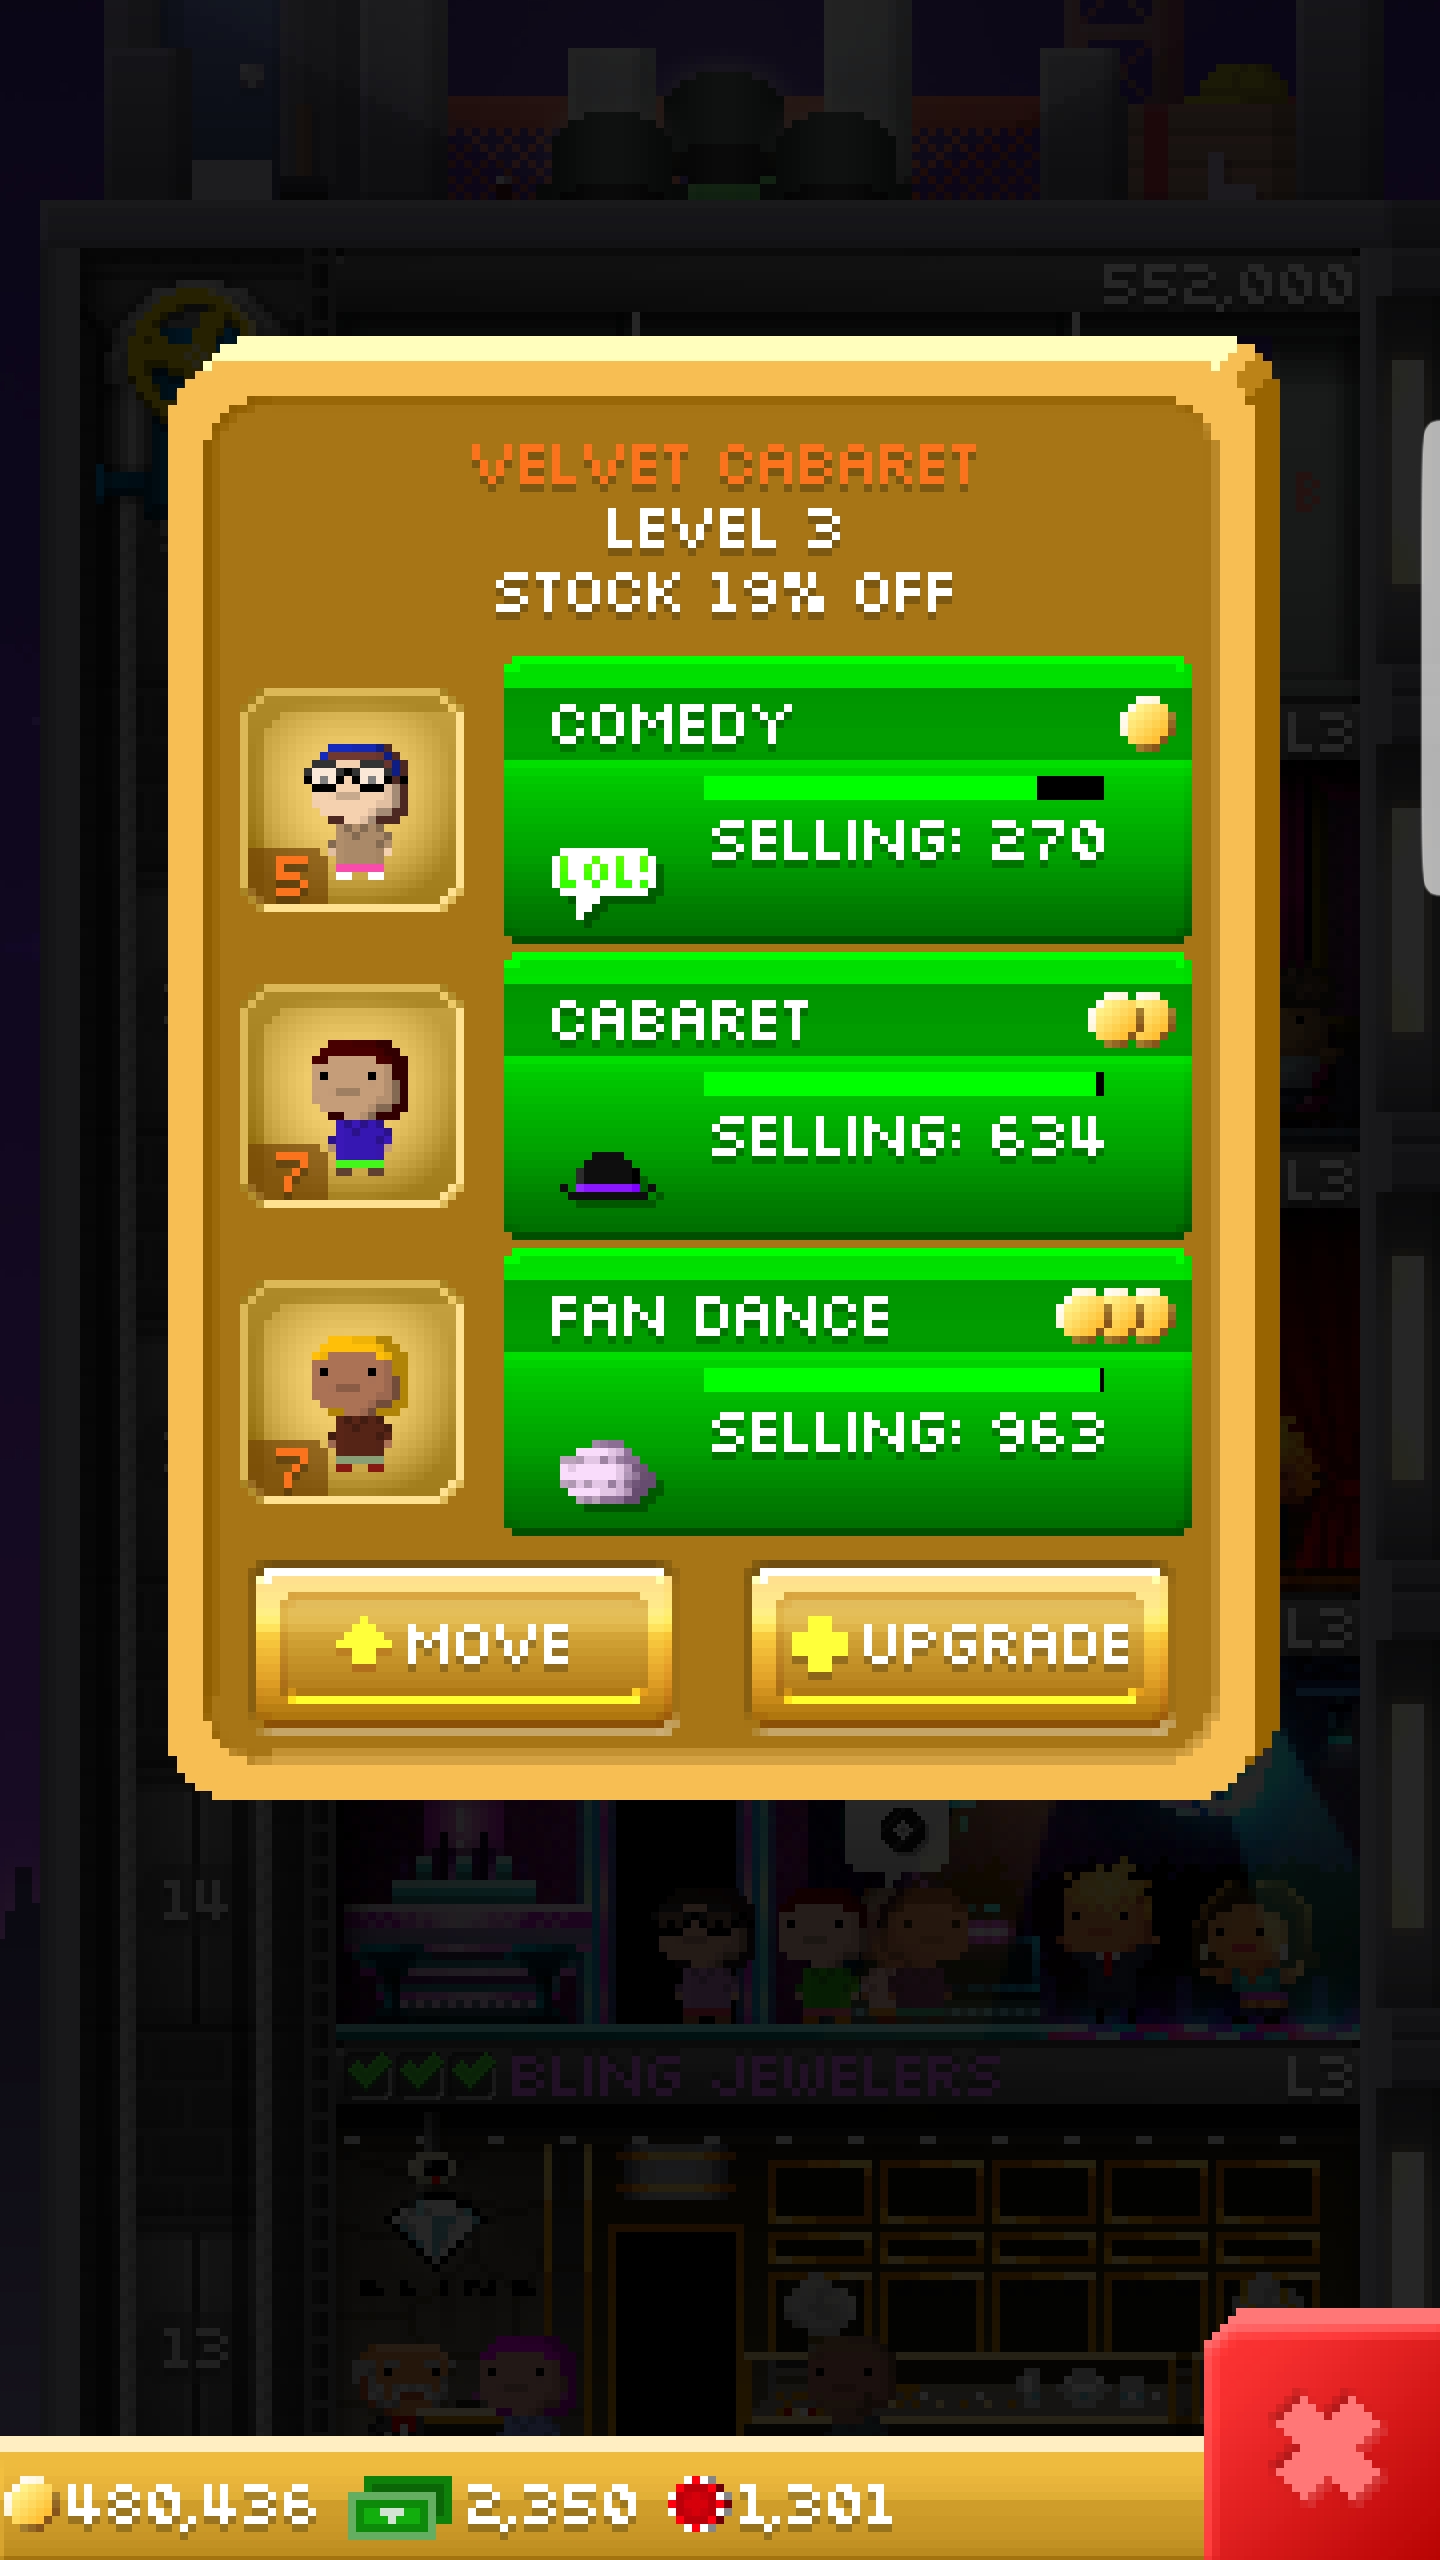 552,000
VELVET CABARET
LEVEL 3
STOCK 19% OFF
B
COMEDY
L3
SELLING: 270
LOL!
5
CABARET
SELLING: 634
L3
7
FAN DANCE
SELLING: 963
7
MOVE
UPGRADE
L3
14
BLING JEWELERS
L3
BLING
13
480,436
2,350
1,301